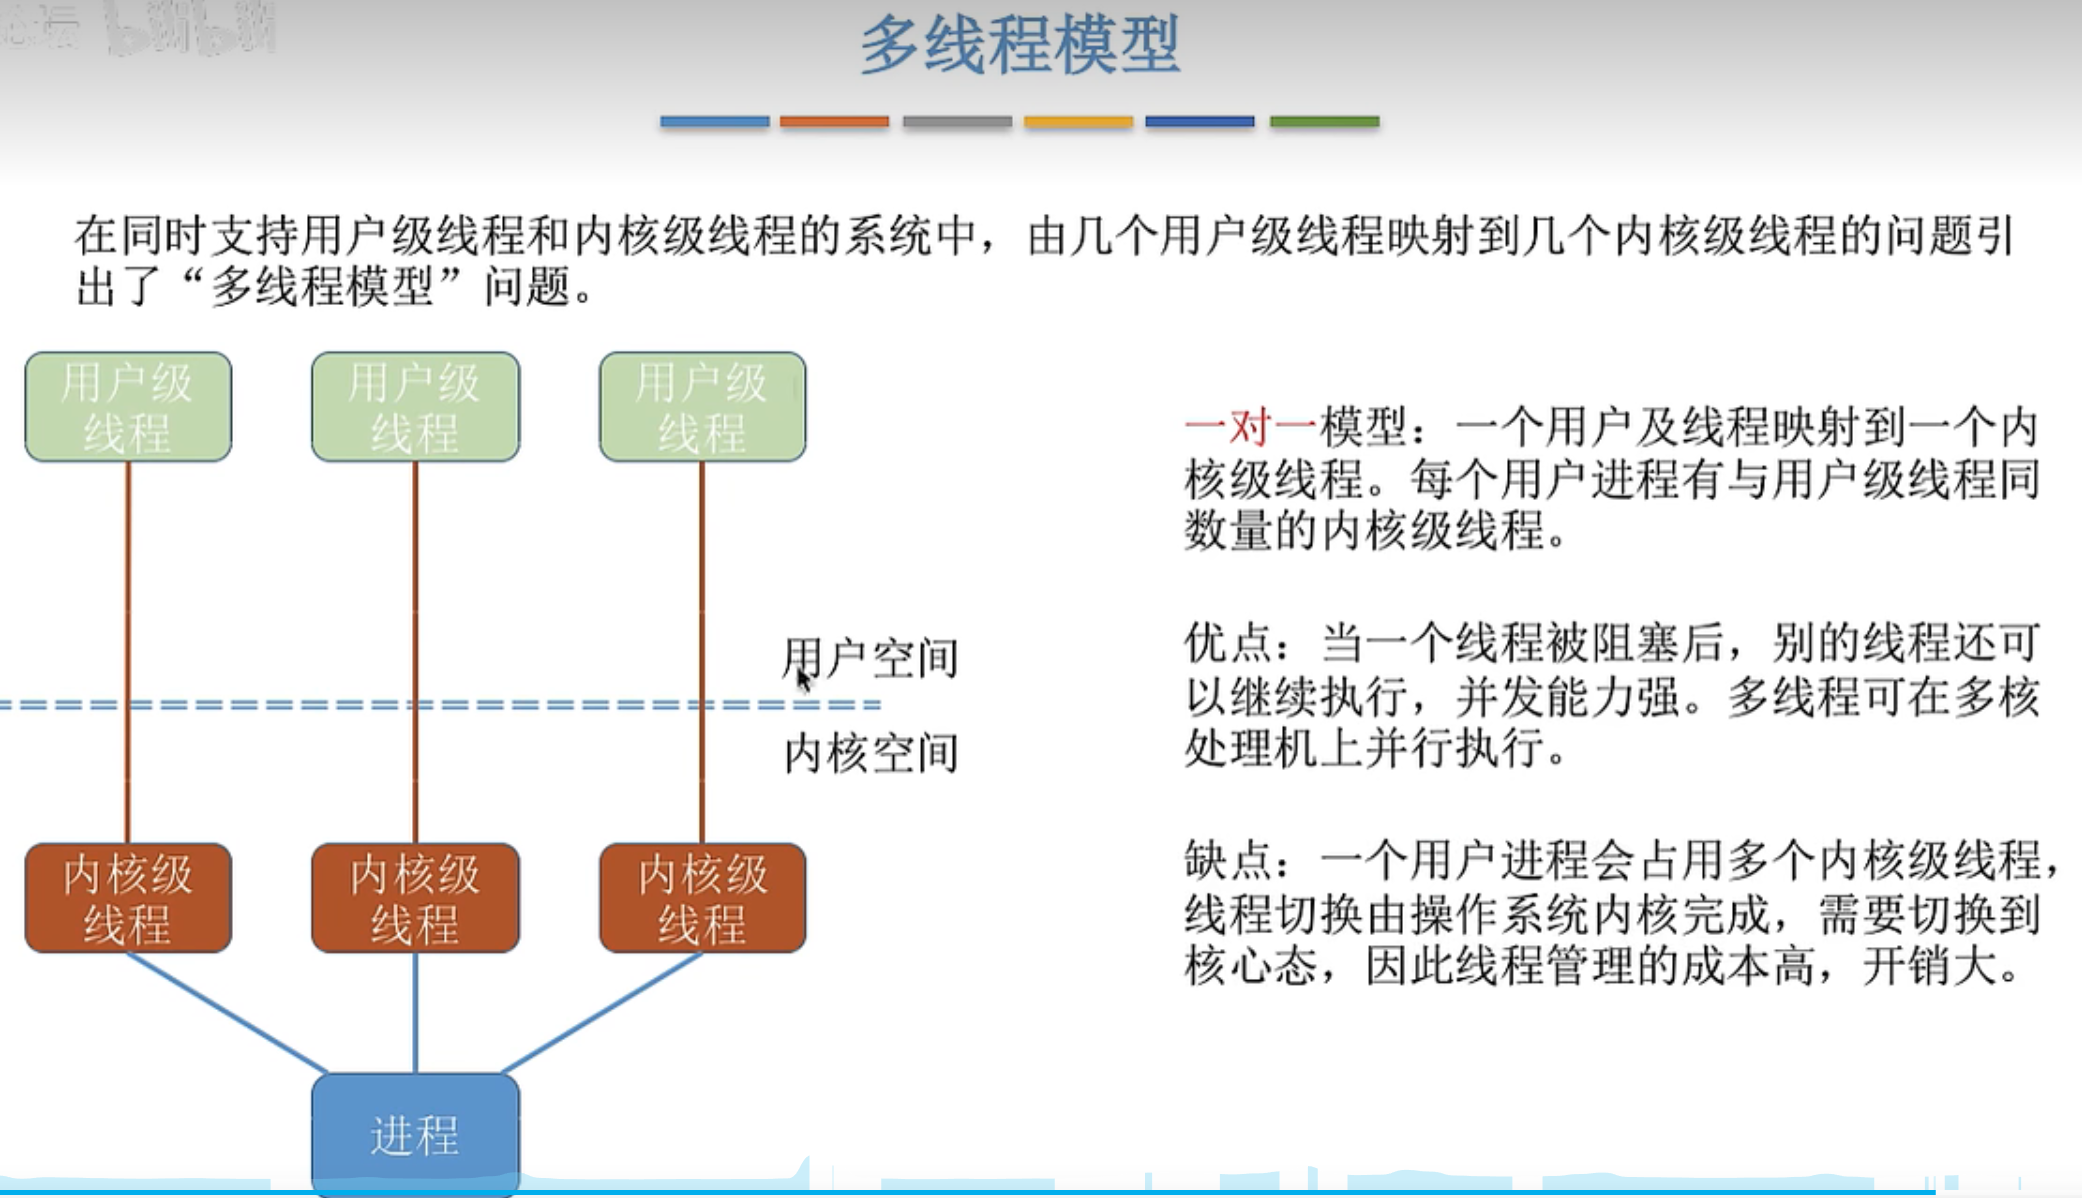 bilibili
多线程模型
在同时支持用户级线程和内核级线程的系统中，由几个用户级线程映射到几个内核级线程的问题引
出了“多线程模型”问题。
用户级
线程
用户级
线程
用户级
线程
用户空间
内核空间
内核级
线程
内核级
线程
内核级
线程
进程
一对一模型：一个用户及线程映射到一个内
核级线程。每个用户进程有与用户级线程同
数量的内核级线程。
优点：当一个线程被阻塞后，别的线程还可
以继续执行，并发能力强。多线程可在多核
处理机上并行执行。
缺点：一个用户进程会占用多个内核级线程，
线程切换由操作系统内核完成，需要切换到
核心态，因此线程管理的成本高，开销大。